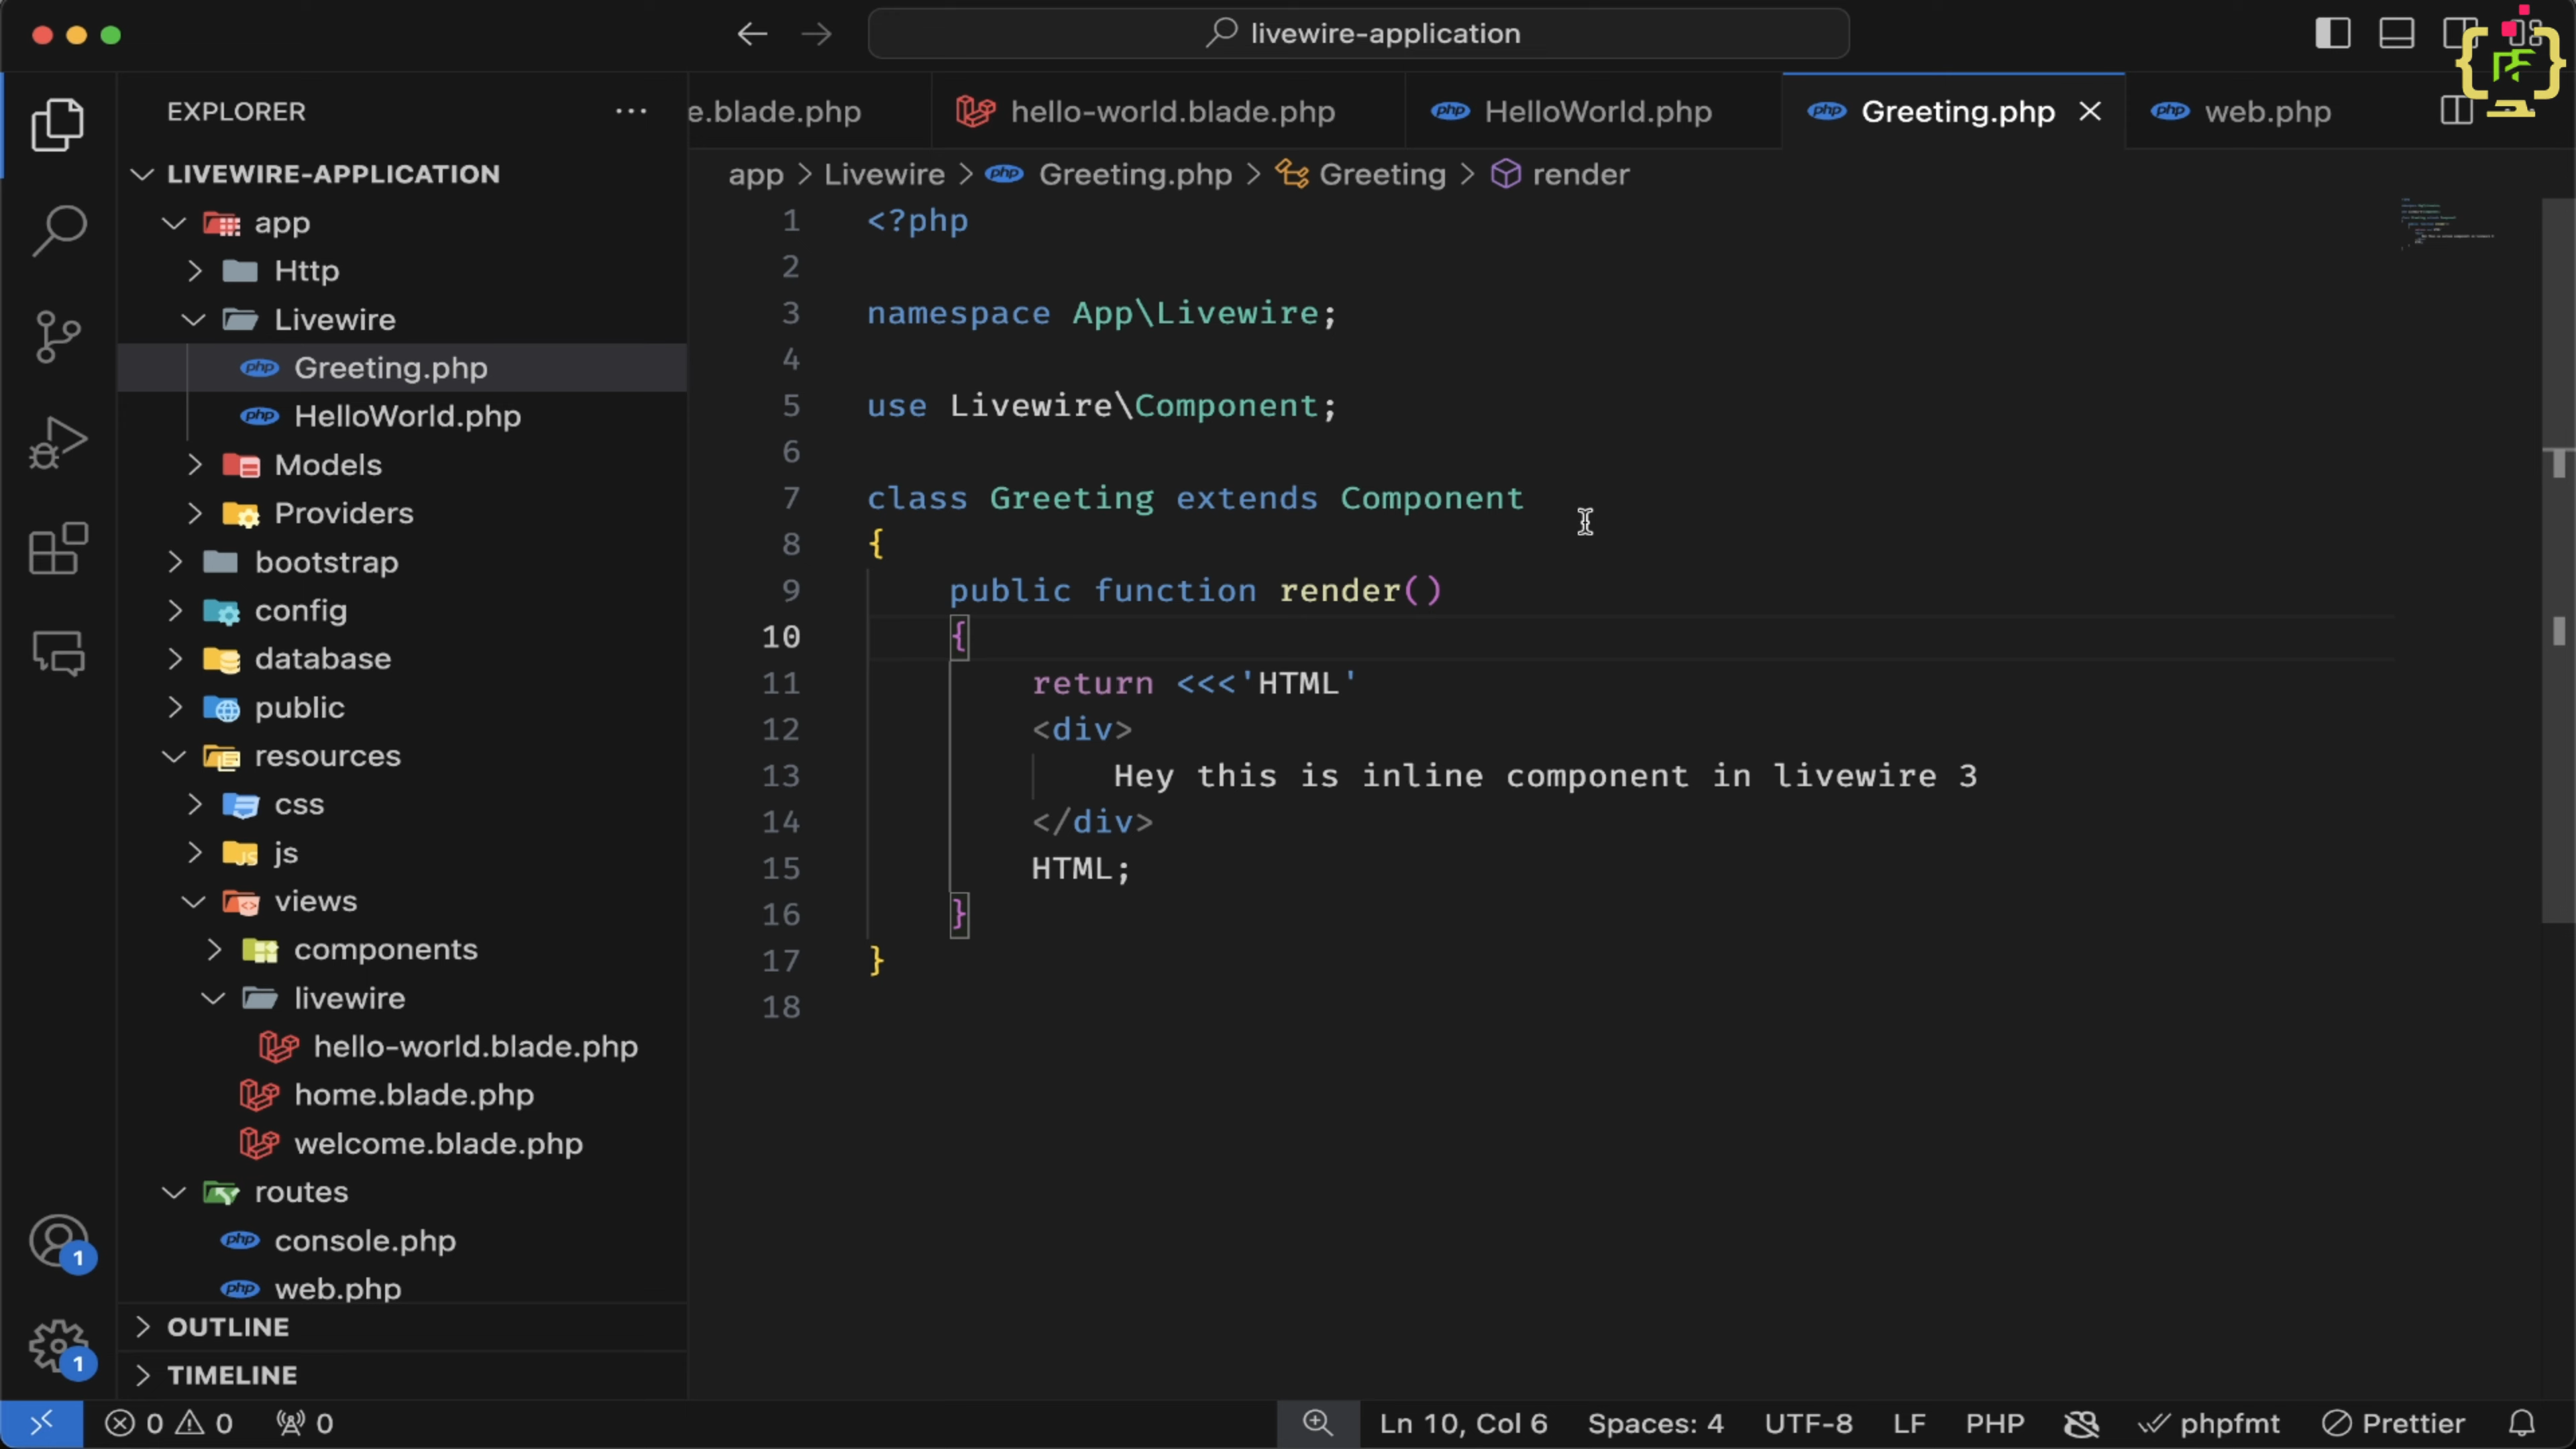 livewire-application
EXPLORER
e.blade.php
hello-world.blade.php
HelloWorld.php
Greeting.php
web.php
LIVEWIRE-APPLICATION
app > Livewire > Greeting.php > Greeting > render
app
Http
Livewire
Greeting.php
HelloWorld.php
Models
Providers
bootstrap
config
database
public
resources
css
js
views
components
livewire
hello-world.blade.php
home.blade.php
welcome.blade.php
routes
console.php
web.php
OUTLINE
TIMELINE
1 <?php
2
3 namespace App\Livewire;
4
5 use Livewire\Component;
6
7 class Greeting extends Component
8 {
9 public function render()
10 {
11 return <<<'HTML'
12 <div>
13 Hey this is inline component in livewire 3
14 </div>
15 HTML;
16 }
17 }
18
1
1
0 0 0 Ln 10, Col 6 Spaces: 4 UTF-8 LF PHP phpfmt Prettier